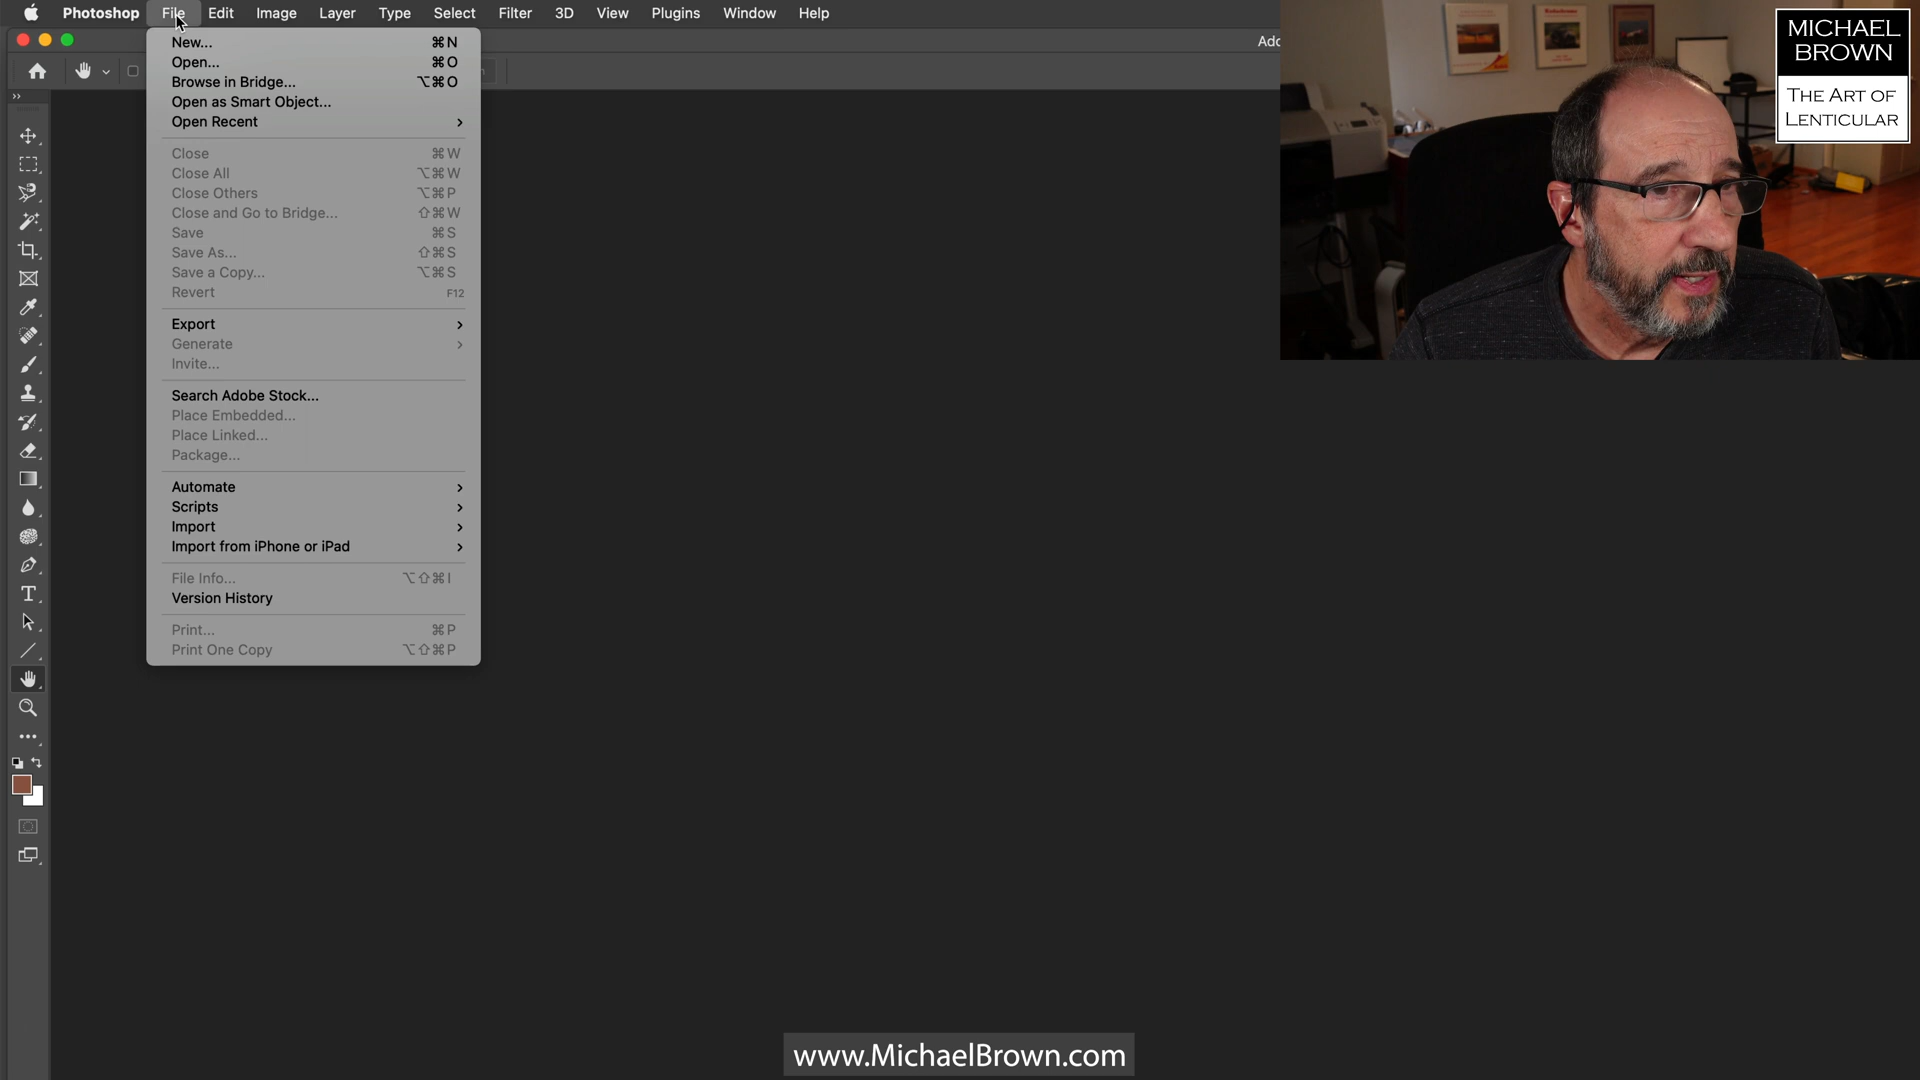 Photoshop File Edit Image Layer Type Select Filter 3D View Plugins Window Help
New... ⌘N
Open... ⌘O
Browse in Bridge... ⌥⌘O
Open as Smart Object...
Open Recent >
Close ⌘W
Close All ⌥⌘W
Close Others ⌥⌘P
Close and Go to Bridge... ⇧⌘W
Save ⌘S
Save As... ⇧⌘S
Save a Copy... ⌥⌘S
Revert F12
Export >
Generate >
Invite...
Search Adobe Stock...
Place Embedded...
Place Linked...
Package...
Automate >
Scripts >
Import >
Import from iPhone or iPad >
File Info... ⌥⇧⌘I
Version History
Print... ⌘P
Print One Copy ⌥⇧⌘P
MICHAEL
BROWN
THE ART OF
LENTICULAR
www.MichaelBrown.com